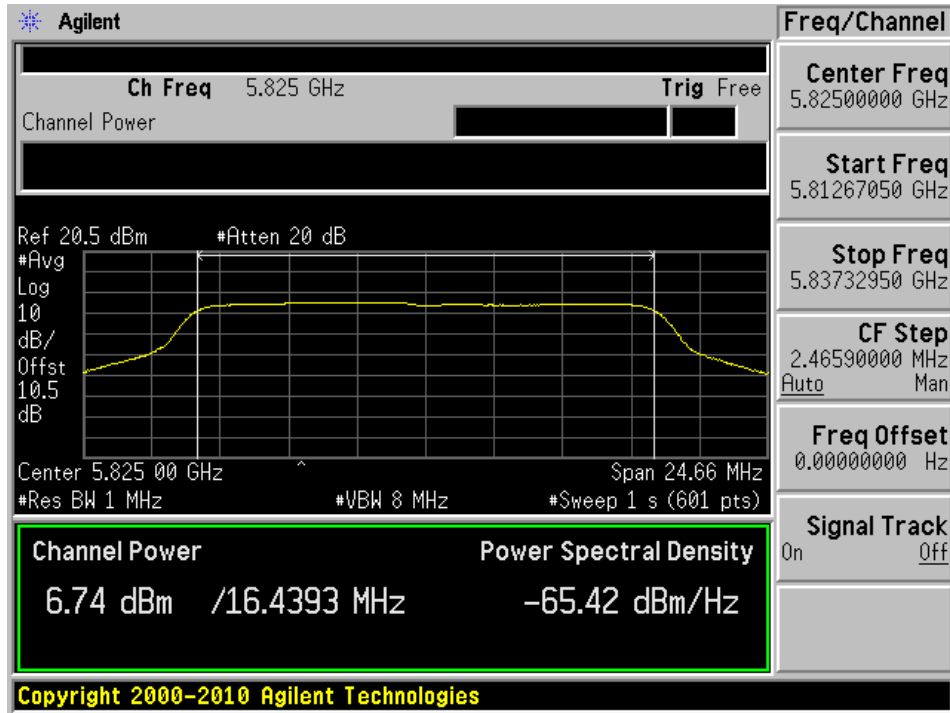 Agilent
Freq/Channel
Ch Freq 5.825 GHz Trig Free
Channel Power
Center Freq
5.82500000 GHz
Start Freq
5.81267050 GHz
Stop Freq
5.83732950 GHz
CF Step
2.46590000 MHz
Auto Man
Freq Offset
0.00000000 Hz
Signal Track
On Off
Ref 20.5 dBm #Atten 20 dB
#Avg
Log
10
dB/
Offst
10.5
dB
Center 5.825 00 GHz Span 24.66 MHz
#Res BW 1 MHz #VBW 8 MHz #Sweep 1 s (601 pts)
Channel Power Power Spectral Density
6.74 dBm /16.4393 MHz -65.42 dBm/Hz
Copyright 2000-2010 Agilent Technologies